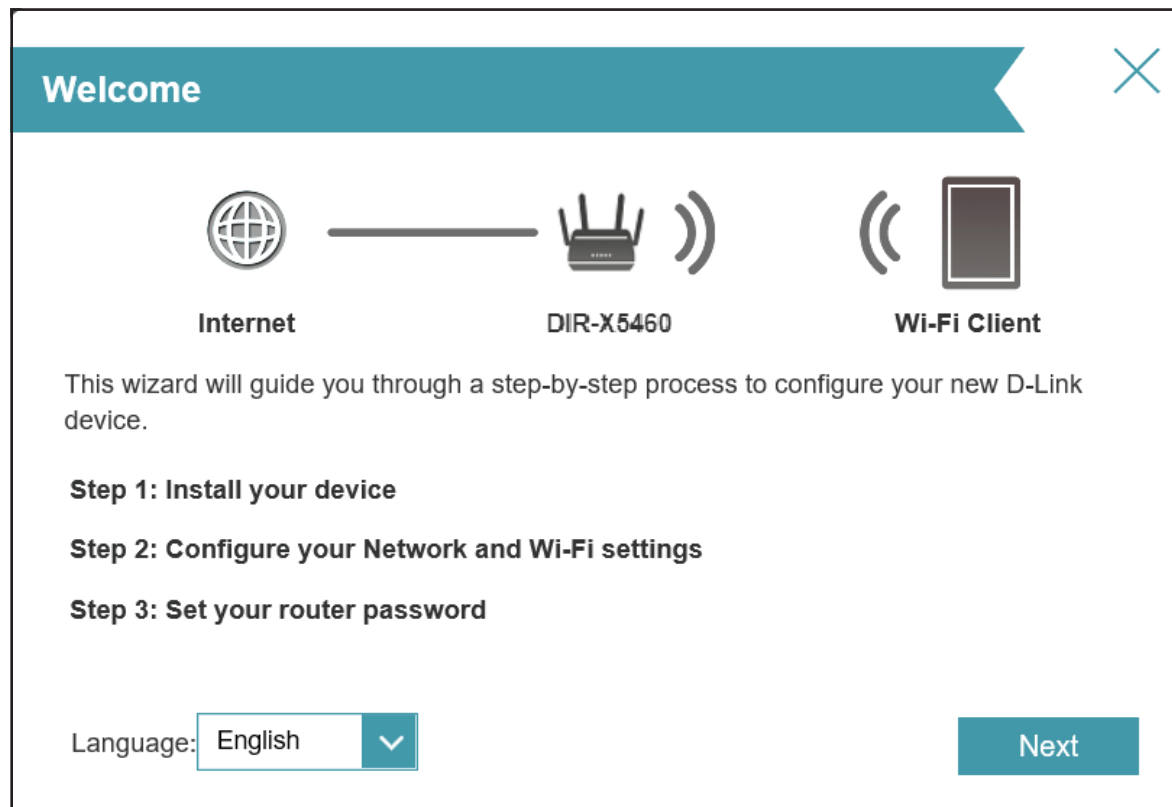 Welcome
Internet
DIR-X5460
Wi-Fi Client
This wizard will guide you through a step-by-step process to configure your new D-Link
device.
Step 1: Install your device
Step 2: Configure your Network and Wi-Fi settings
Step 3: Set your router password
Language: English
Next